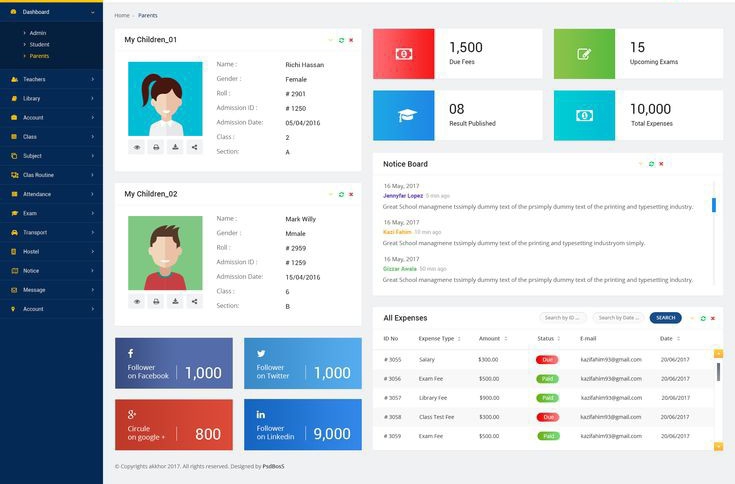 Dashboard
Admin
Student
Parents
Teachers
Library
Account
Class
Subject
Clas Routine
Attendance
Exam
Transport
Hostel
Notice
Message
Account
Home - Parents
My Children_01
Name : Richi Hassan
Gender : Female
Roll : # 2901
Admission ID : # 1250
Admission Date: 05/04/2016
Class : 2
Section: A
My Children_02
Name : Mark Willy
Gender : Mmale
Roll : # 2959
Admission ID : # 1259
Admission Date: 15/04/2016
Class : 6
Section: B
Follower
on Facebook 1,000
Follower
on Twitter 1,000
Circule
on google + 800
Follower
on Linkedin 9,000
1,500
Due Fees
15
Upcoming Exams
08
Result Published
10,000
Total Expenses
Notice Board
16 May, 2017
Jennyfar Lopez 5 min ago
Great School managmene tssimply dummy text of the prsimply dummy text of the printing and typesetting industry.
16 May, 2017
Kazi Fahim 10 min ago
Great School managmene tssimply dummy text of the printing and typesetting industryom simply.
16 May, 2017
Gizzar Awala 50 min ago
Great School managmene tssimply dummy text of the prsimply dummy text of the printing and typesetting industry.
All Expenses Search by ID ... Search by Date ... SEARCH
ID No Expense Type Amount Status E-mail Date
# 3055 Salary $300.00 Due kazifahim93@gmail.com 20/06/2017
# 3056 Exam Fee $500.00 Paid kazifahim93@gmail.com 20/06/2017
# 3057 Library Fee $900.00 Paid kazifahim93@gmail.com 20/06/2017
# 3058 Class Test Fee $300.00 Due kazifahim93@gmail.com 20/06/2017
# 3059 Exam Fee $500.00 Paid kazifahim93@gmail.com 20/06/2017
© Copyrights akkhor 2017. All rights reserved. Designed by PsdBosS